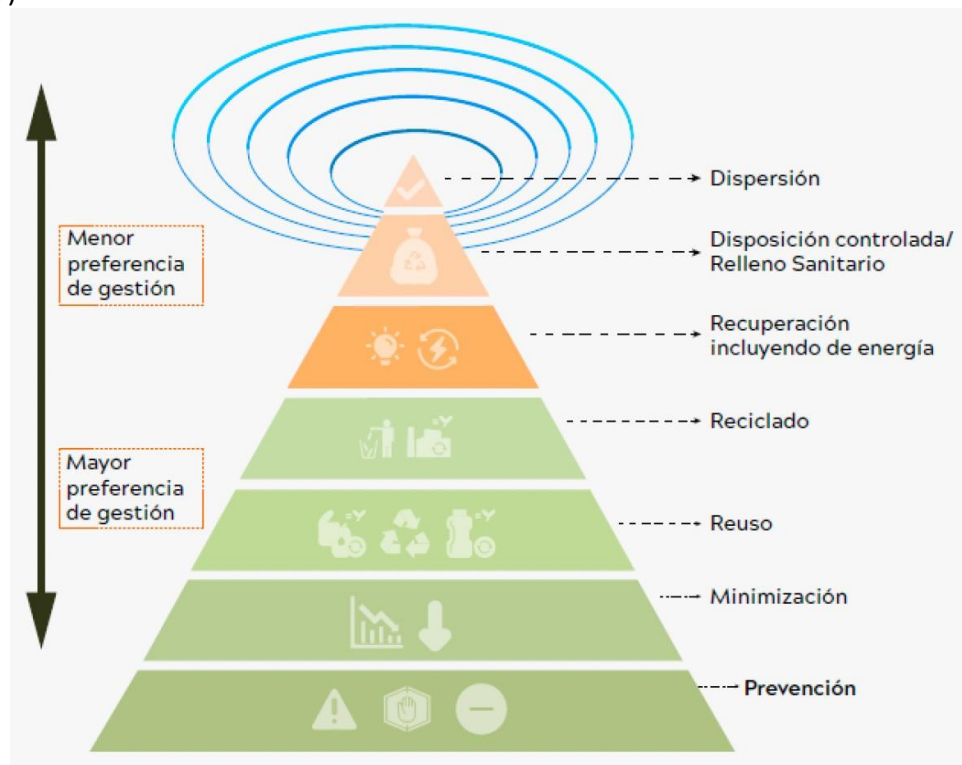 )
Dispersión
Menor
preferencia
de gestión
Disposición controlada/
Relleno Sanitario
Recuperación
incluyendo de energía
Reciclado
Mayor
preferencia
de gestión
Reuso
Minimización
Prevención